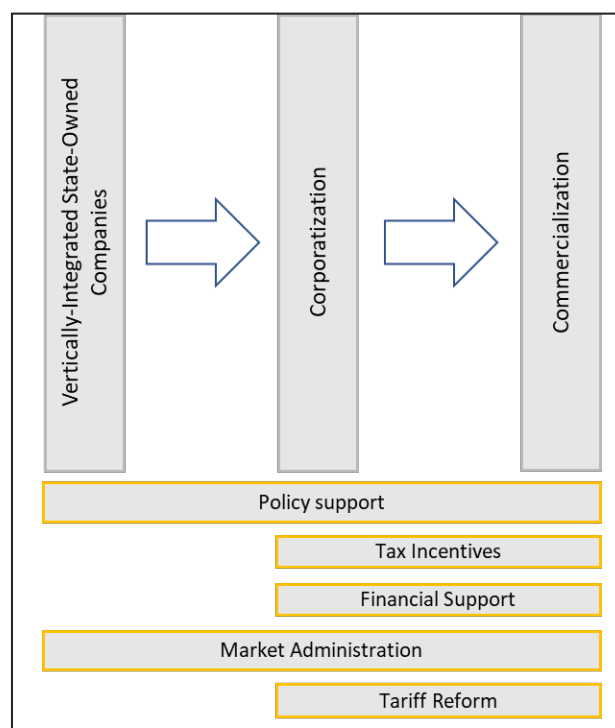 Vertically-Integrated State-Owned
Companies
Corporatization
Commercialization
Policy support
Tax Incentives
Financial Support
Market Administration
Tariff Reform